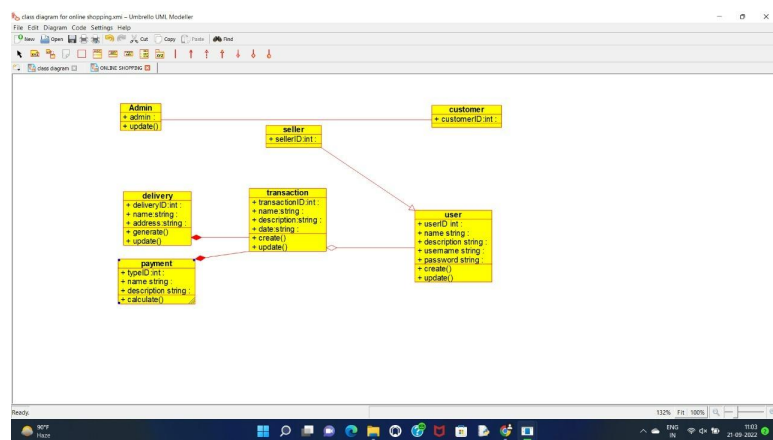 class diagram for online shopping.xmi – Umbrello UML Modeller
File Edit Diagram Code Settings Help
New Open Cut Copy Paste Find
class diagram ONLINE SHOPPING
Admin
+ admin :
+ update()
customer
+ customerID:int :
seller
+ sellerID:int :
delivery
+ deliveryID:int :
+ name:string :
+ address:string :
+ generate()
+ update()
transaction
+ transactionID:int :
+ name:string :
+ description:string :
+ date:string :
+ create()
+ update()
user
+ userID int :
+ name string :
+ description string :
+ username string :
+ password string :
+ create()
+ update()
payment
+ typeID:int :
+ name string :
+ description string :
+ calculate()
Ready.
132% Fit 100%
90°F
Haze
ENG
IN
11:03
21-09-2022